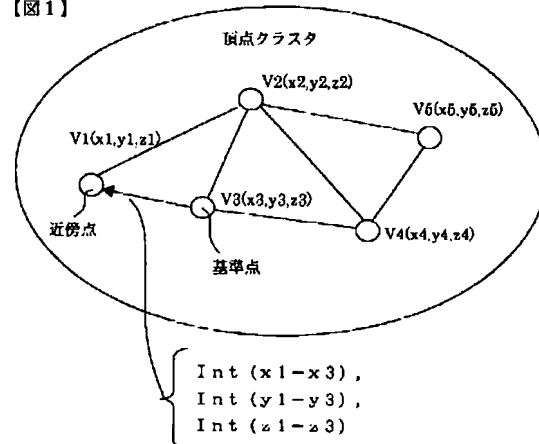 【図1】
頂点クラスタ
V2(x2,y2,z2)
V5(x5,y5,z5)
V1(x1,y1,z1)
V3(x3,y3,z3)
近傍点
V4(x4,y4,z4)
基準点
Int(x1−x3),
Int(y1−y3),
Int(z1−z3)